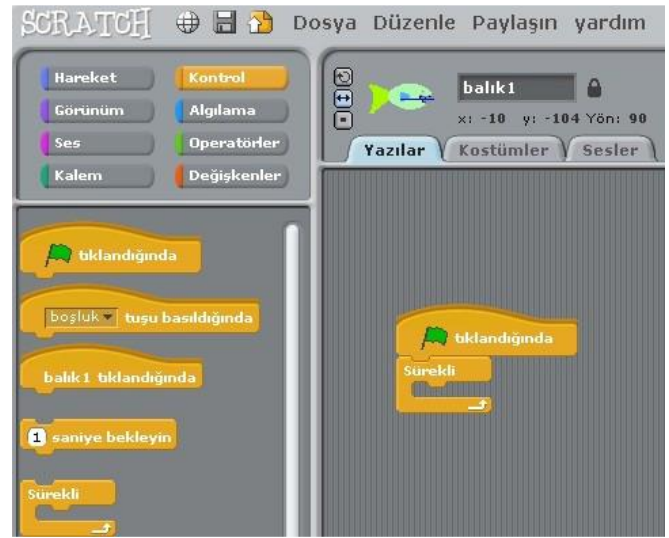 SCRATCH Dosya Düzenle Paylaşın yardım
Hareket Kontrol
Görünüm Algılama
Ses Operatörler
Kalem Değişkenler
balık1
x: -10 y: -104 Yön: 90
Yazılar Kostümler Sesler
tıklandığında
boşluk tuşu basıldığında
balık1 tıklandığında
1 saniye bekleyin
Sürekli
tıklandığında
Sürekli